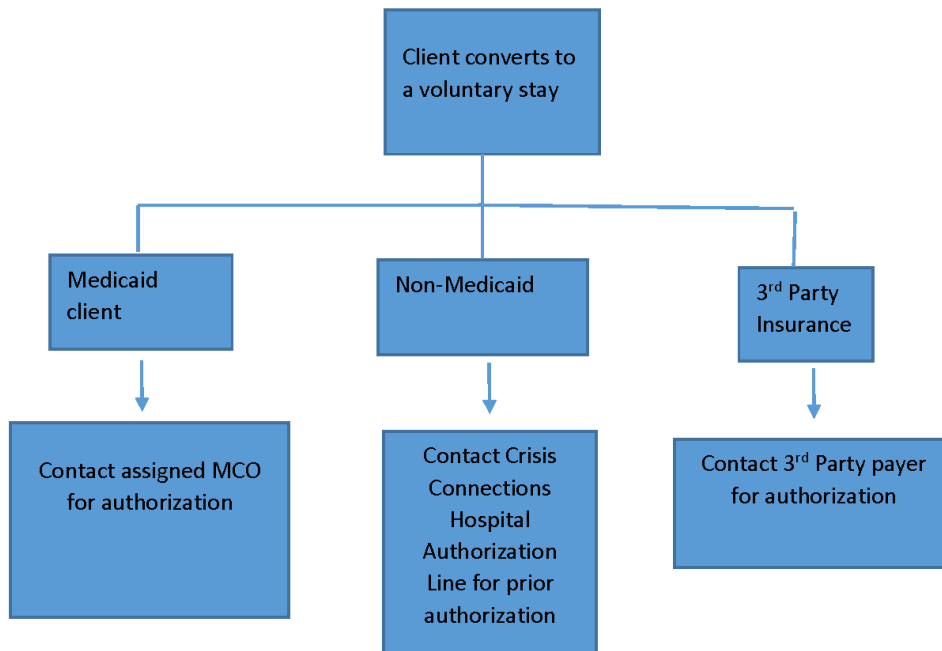 Client converts to
a voluntary stay
Medicaid
client
Non-Medicaid
3rd Party
Insurance
Contact assigned MCO
for authorization
Contact Crisis
Connections
Hospital
Authorization
Line for prior
authorization
Contact 3rd Party payer
for authorization